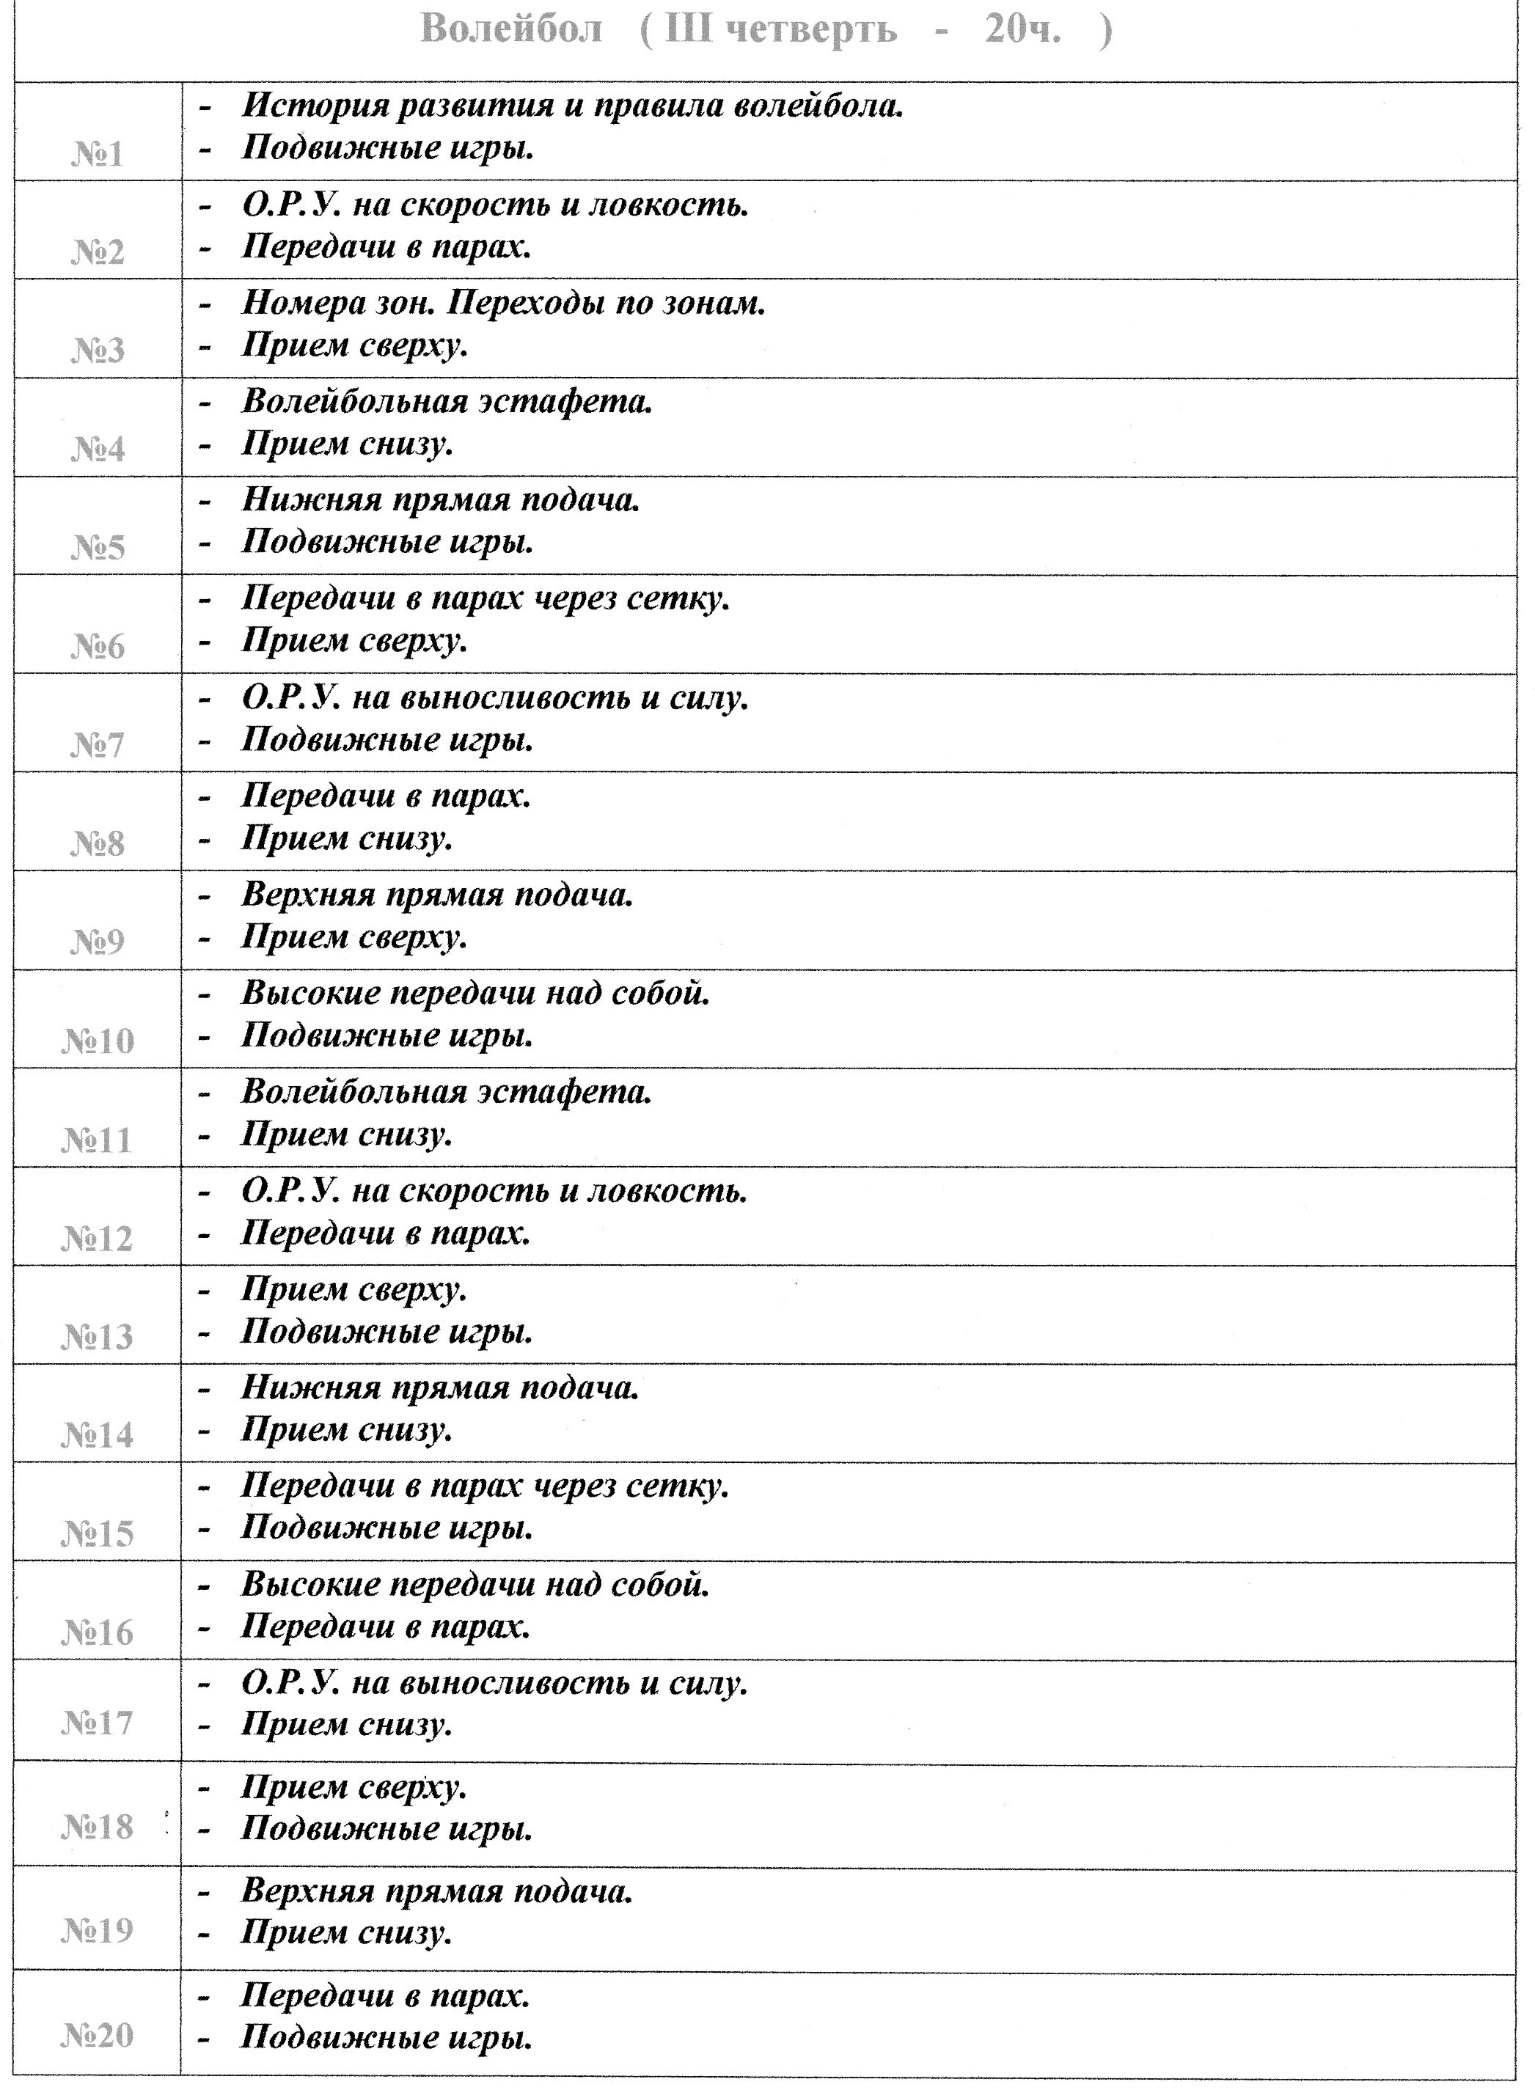 Волейбол ( III четверть - 20ч. )
- История развития и правила волейбола.
№1
- Подвижные игры.
- О.Р.У. на скорость и ловкость.
№2
- Передачи в парах.
- Номера зон. Переходы по зонам.
№3
- Прием сверху.
- Волейбольная эстафета.
№4
- Прием снизу.
- Нижняя прямая подача.
№5
- Подвижные игры.
- Передачи в парах через сетку.
№6
- Прием сверху.
- О.Р.У. на выносливость и силу.
№7
- Подвижные игры.
- Передачи в парах.
№8
- Прием снизу.
- Верхняя прямая подача.
№9
- Прием сверху.
- Высокие передачи над собой.
№10
- Подвижные игры.
- Волейбольная эстафета.
№11
- Прием снизу.
- О.Р.У. на скорость и ловкость.
№12
- Передачи в парах.
- Прием сверху.
№13
- Подвижные игры.
- Нижняя прямая подача.
№14
- Прием снизу.
- Передачи в парах через сетку.
№15
- Подвижные игры.
- Высокие передачи над собой.
№16
- Передачи в парах.
- О.Р.У. на выносливость и силу.
№17
- Прием снизу.
- Прием сверху.
№18
- Подвижные игры.
- Верхняя прямая подача.
№19
- Прием снизу.
- Передачи в парах.
№20
- Подвижные игры.